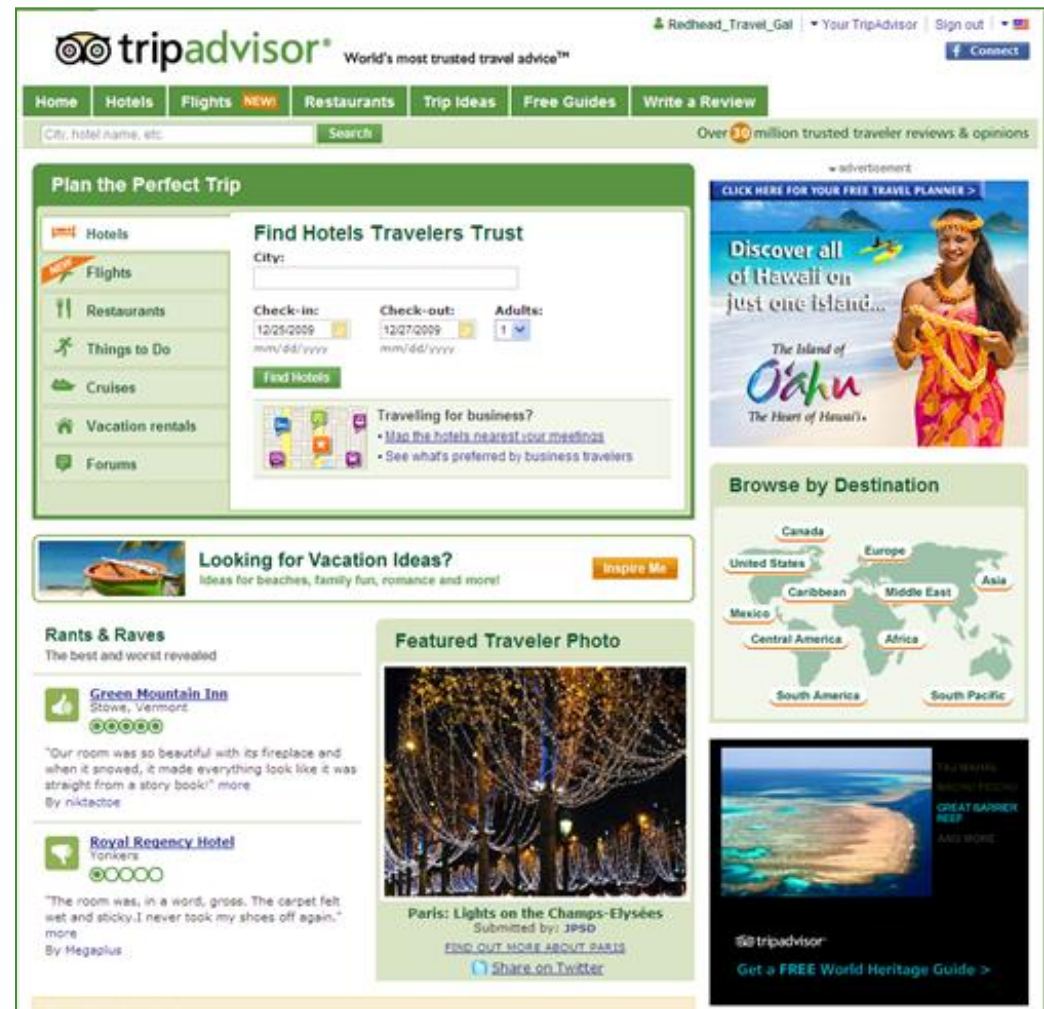 Redhead_Travel_Gal | Your TripAdvisor | Sign out |
tripadvisor® World's most trusted travel advice™
f Connect
Home Hotels Flights NEW! Restaurants Trip Ideas Free Guides Write a Review
City, hotel name, etc. Search Over 30 million trusted traveler reviews & opinions
Plan the Perfect Trip
Hotels
NEW Flights
Restaurants
Things to Do
Cruises
Vacation rentals
Forums
Find Hotels Travelers Trust
City:
Check-in: Check-out: Adults:
12/25/2009 12/27/2009 1
mm/dd/yyyy mm/dd/yyyy
Find Hotels
Traveling for business?
• Map the hotels nearest your meetings
• See what's preferred by business travelers
advertisement
CLICK HERE FOR YOUR FREE TRAVEL PLANNER >
Discover all
of Hawaii on
just one island...
The Island of
O'ahu
The Heart of Hawai'i.
Looking for Vacation Ideas?
Ideas for beaches, family fun, romance and more!
Inspire Me
Browse by Destination
Canada
Europe
United States
Asia
Caribbean
Middle East
Mexico
Central America
Africa
South America
South Pacific
Rants & Raves
The best and worst revealed
Green Mountain Inn
Stowe, Vermont
"Our room was so beautiful with its fireplace and
when it snowed, it made everything look like it was
straight from a story book!" more
By niktactoe
Royal Regency Hotel
Yonkers
"The room was, in a word, gross. The carpet felt
wet and sticky.I never took my shoes off again."
more
By Megaplus
Featured Traveler Photo
Paris: Lights on the Champs-Elysées
Submitted by: JPSD
FIND OUT MORE ABOUT PARIS
Share on Twitter
TAJ MAHAL
MACHU PICCHU
GREAT BARRIER
REEF
AND MORE
tripadvisor
Get a FREE World Heritage Guide >